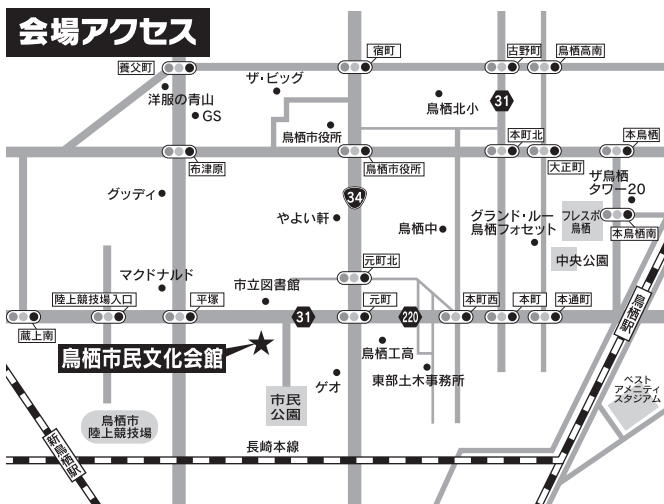 会場アクセス
養父町
宿町
古野町
鳥栖高南
洋服の青山
GS
ザ・ビッグ
鳥栖北小
31
鳥栖市役所
本町北
本鳥栖
布津原
鳥栖市役所
大正町
ザ鳥栖
タワー20
グッディ
34
やよい軒
鳥栖中
グランド・ルー
鳥栖フォセット
フレスポ
鳥栖
本鳥栖南
中央公園
元町北
マクドナルド
市立図書館
陸上競技場入口
平塚
31
元町
220
本町西
本町
本通町
鳥栖駅
蔵上南
鳥栖市民文化会館
鳥栖工高
東部土木事務所
ゲオ
市民
公園
ベスト
アメニティ
スタジアム
鳥栖市
陸上競技場
新鳥栖駅
長崎本線